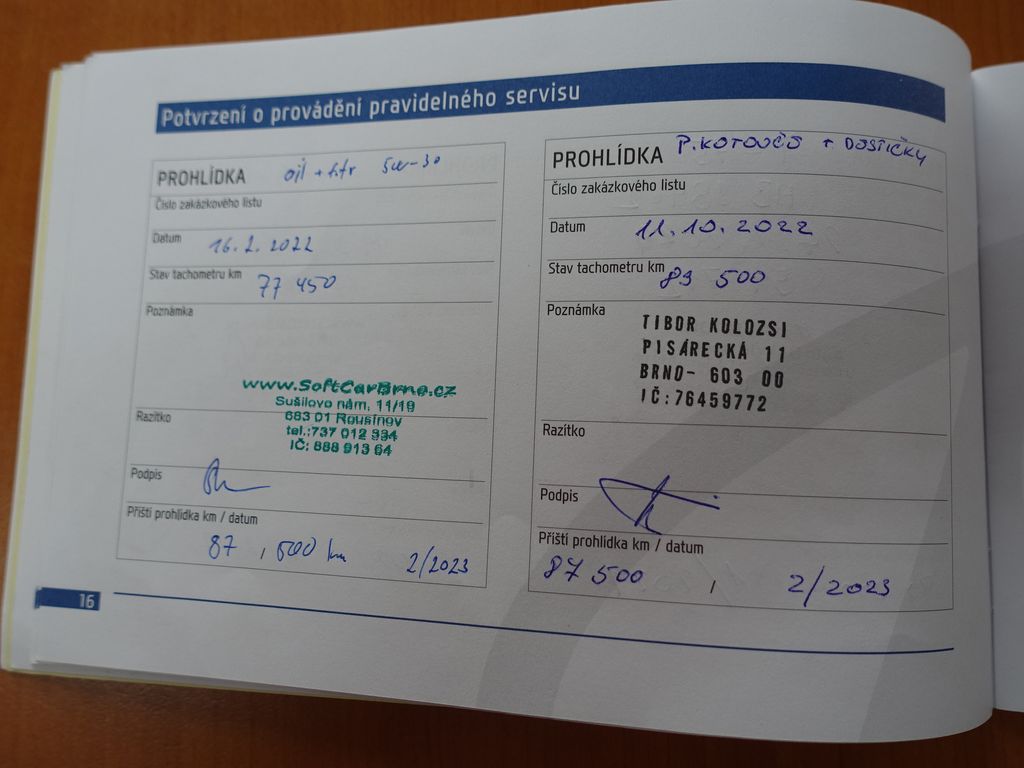 Potvrzení o provádění pravidelného servisu
PROHLÍDKA oil + filtr 5w-30
Číslo zakázkového listu
Datum 16.2.2022
Stav tachometru km 77 450
Poznámka
www.SoftCarBrno.cz
Sušilovo nám. 11/19
683 01 Rousínov
tel.:737 012 334
IČ: 888 913 64
Razítko
Podpis
Příští prohlídka km / datum
87 , 500 km 2/2023
16
PROHLÍDKA P.KOTOUČŮ + DOSTIČKY
Číslo zakázkového listu
Datum 11.10.2022
Stav tachometru km 83 500
Poznámka
TIBOR KOLOZSI
PISÁRECKÁ 11
BRNO- 603 00
IČ:76459772
Razítko
Podpis
Příští prohlídka km / datum
87 500 / 2/2023